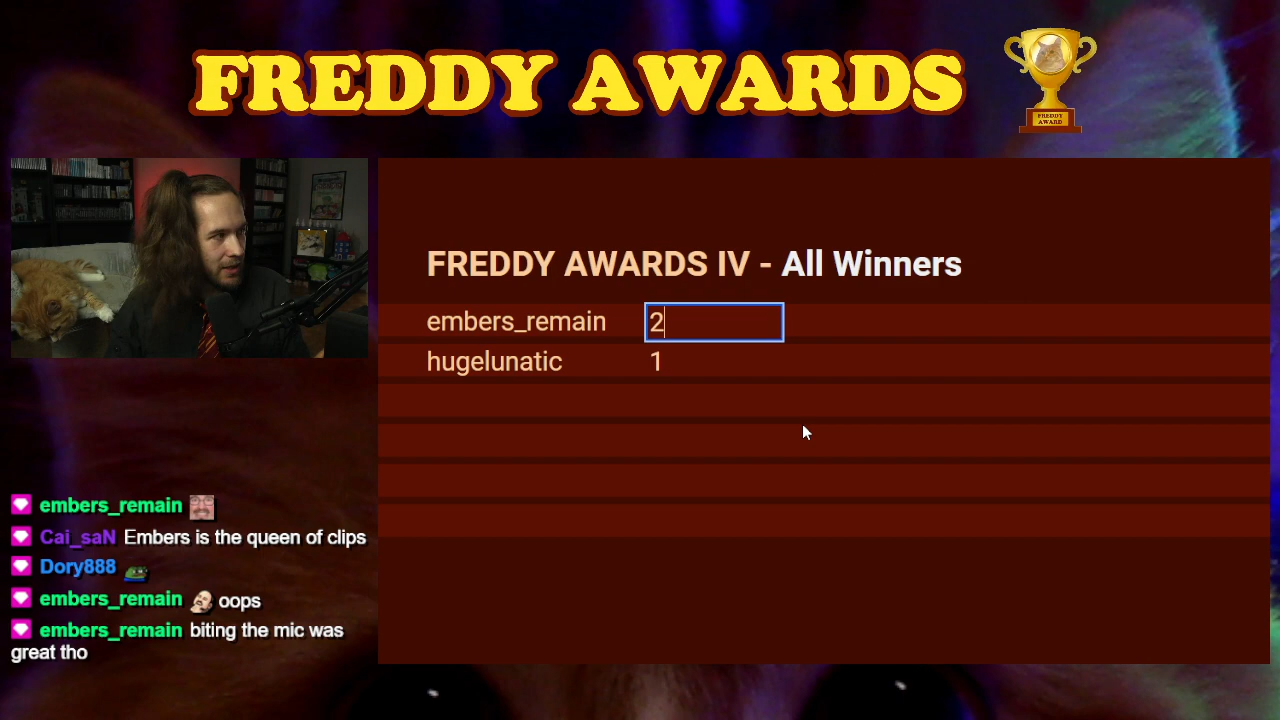 FREDDY AWARDS
FREDDY
AWARD
FREDDY AWARDS IV - All Winners
embers_remain 2
hugelunatic 1
embers_remain
Cai_saN Embers is the queen of clips
Dory888
embers_remain oops
embers_remain biting the mic was
great tho